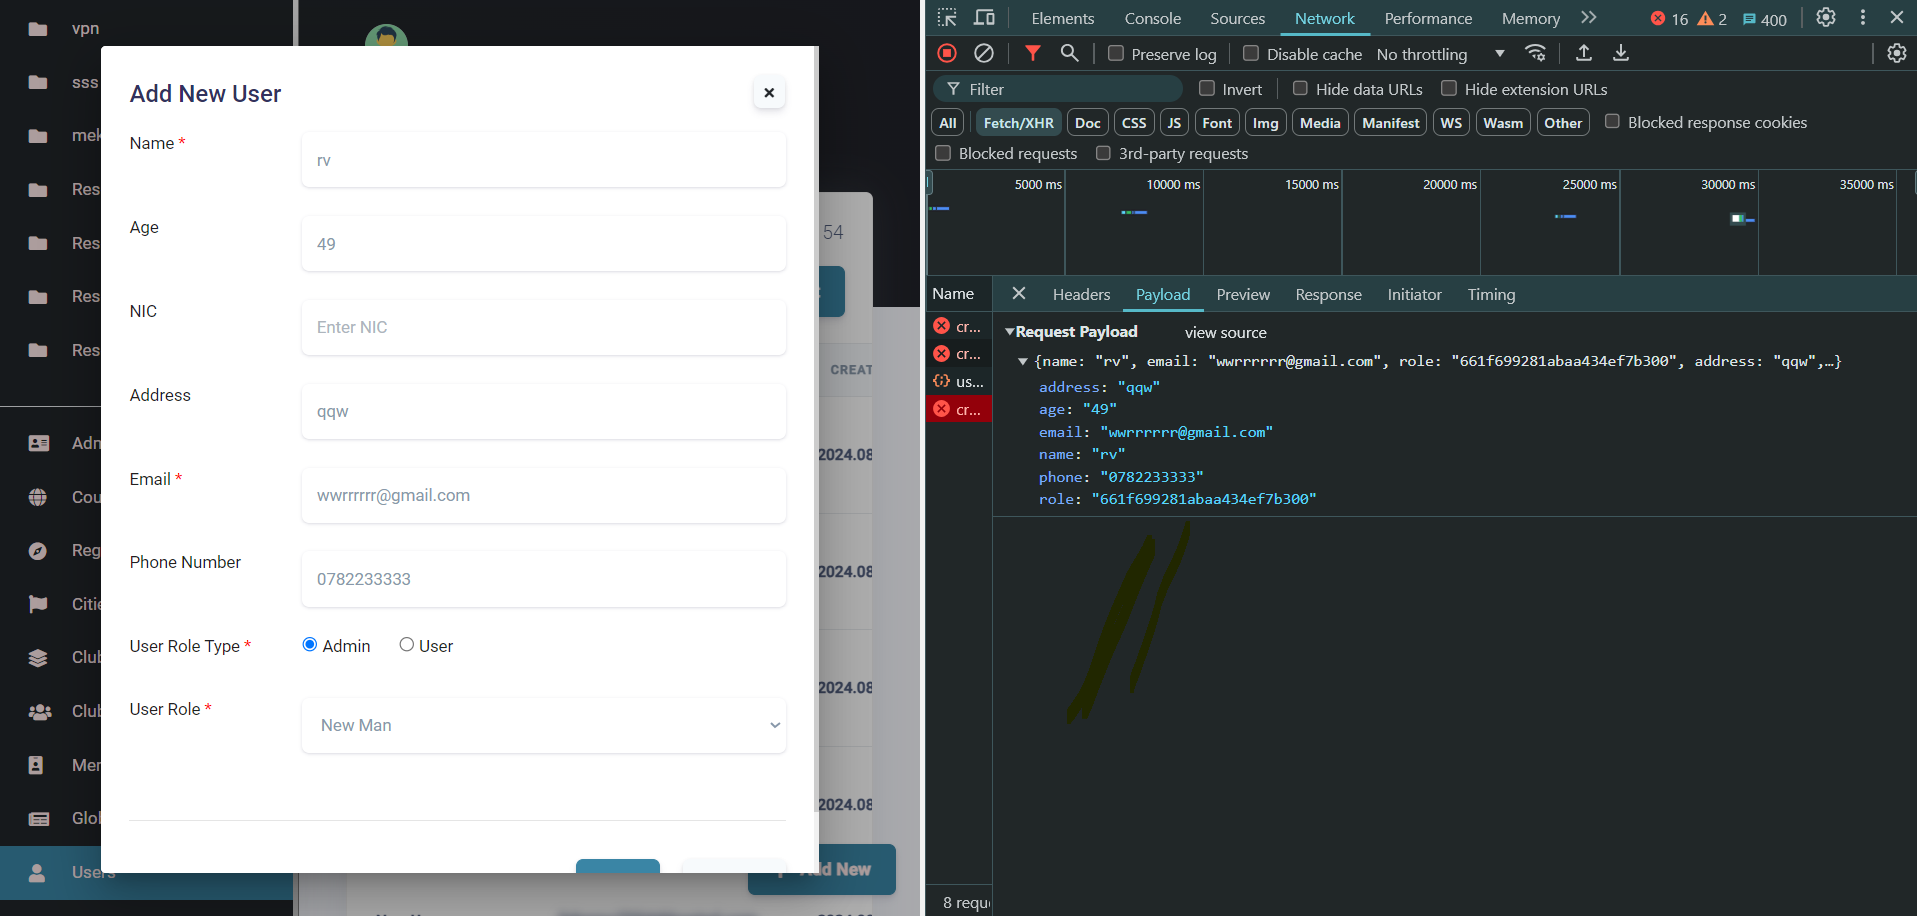 vpn
sss
mek
Res
Res
Res
Res
Adm
Cou
Reg
Citie
Club
Club
Mem
Glob
Users
Add New User
Name *
rv
Age
49
NIC
Enter NIC
Address
qqw
Email *
wwrrrrrr@gmail.com
Phone Number
0782233333
User Role Type *
Admin User
User Role *
New Man
54
CREAT
2024.08
2024.08
2024.08
2024.08
Add New
Elements Console Sources Network Performance Memory 16 2 400
Preserve log Disable cache No throttling
Filter Invert Hide data URLs Hide extension URLs
All Fetch/XHR Doc CSS JS Font Img Media Manifest WS Wasm Other Blocked response cookies
Blocked requests 3rd-party requests
5000 ms 10000 ms 15000 ms 20000 ms 25000 ms 30000 ms 35000 ms
Name
cr...
cr...
us...
cr...
8 requ
Headers Payload Preview Response Initiator Timing
Request Payload view source
{name: "rv", email: "wwrrrrrr@gmail.com", role: "661f699281abaa434ef7b300", address: "qqw",…}
address: "qqw"
age: "49"
email: "wwrrrrrr@gmail.com"
name: "rv"
phone: "0782233333"
role: "661f699281abaa434ef7b300"